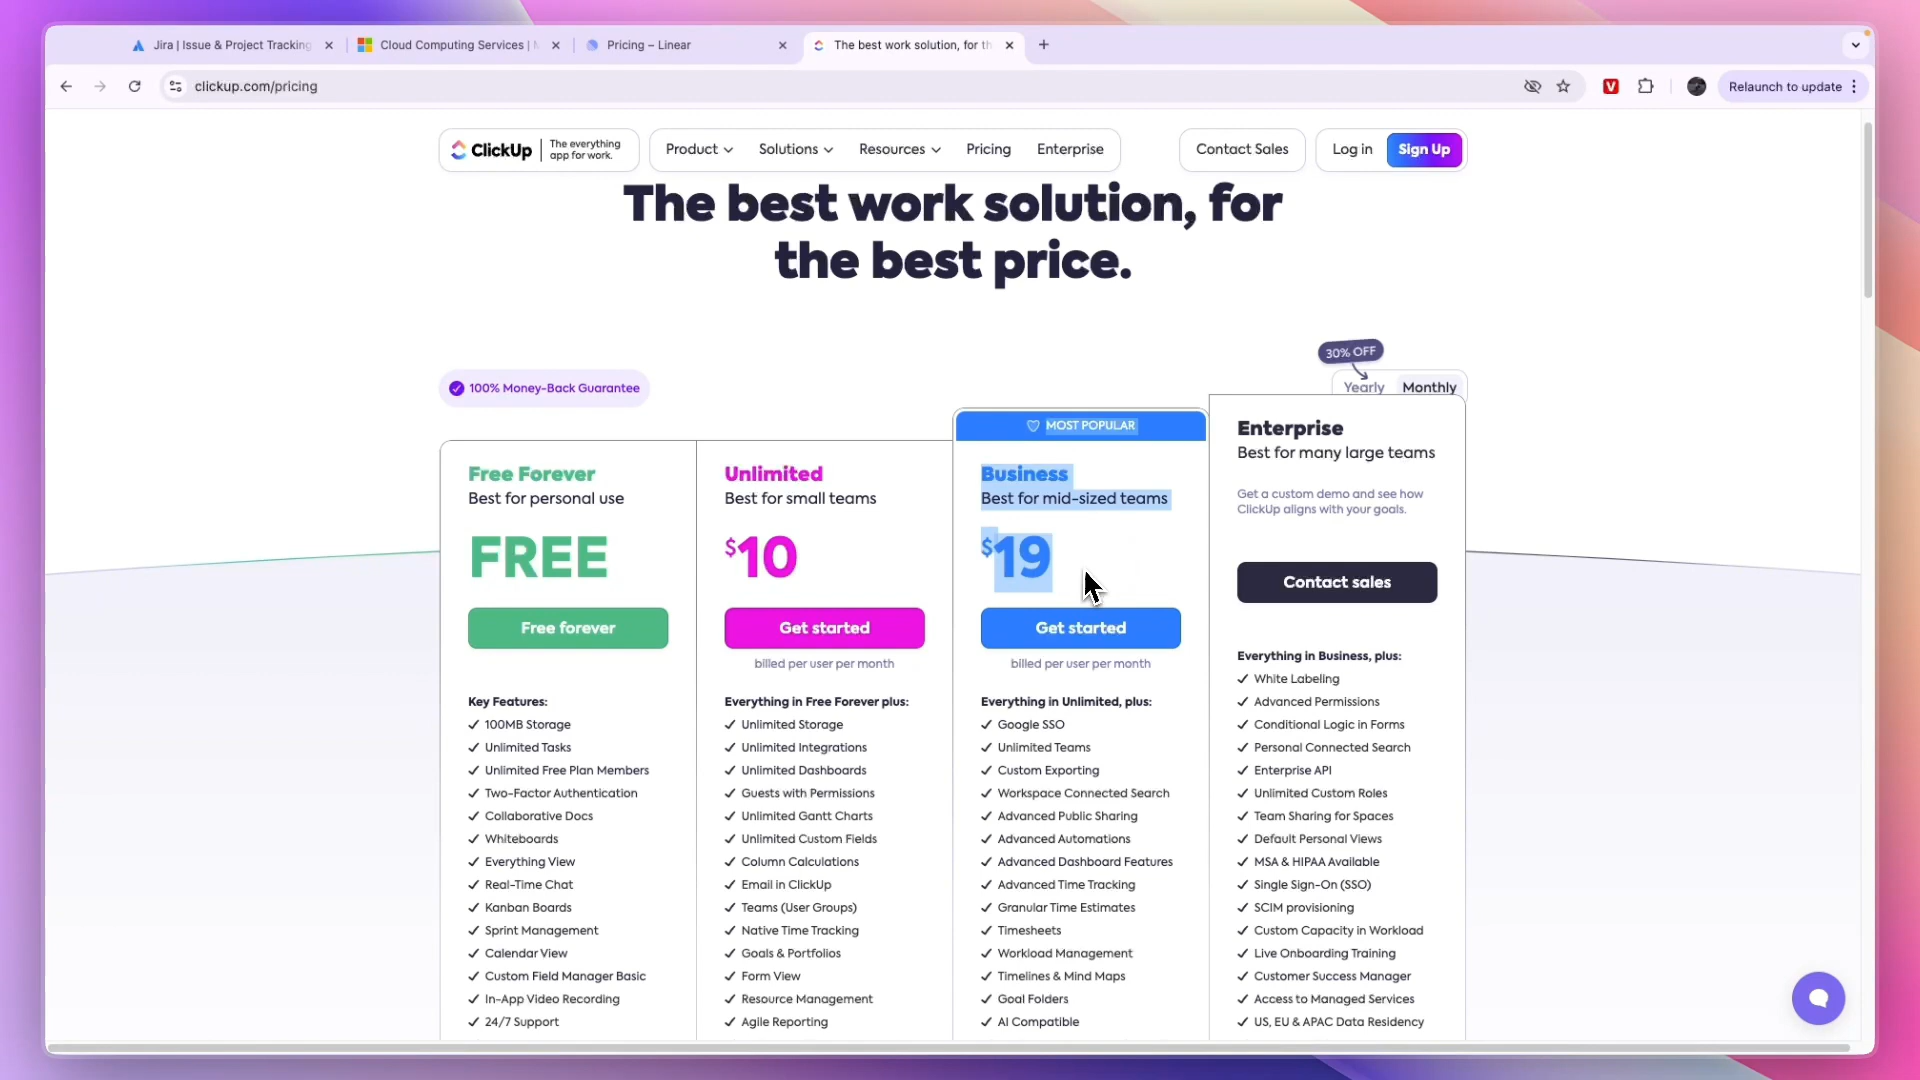 Jira | Issue & Project Tracking
Cloud Computing Services |
Pricing – Linear
The best work solution, for th
clickup.com/pricing
Relaunch to update
ClickUp
The everything
app for work.
Product
Solutions
Resources
Pricing
Enterprise
Contact Sales
Log in
Sign Up
The best work solution, for
the best price.
100% Money-Back Guarantee
30% OFF
Yearly
Monthly
Free Forever
Best for personal use
FREE
Free forever
Key Features:
100MB Storage
Unlimited Tasks
Unlimited Free Plan Members
Two-Factor Authentication
Collaborative Docs
Whiteboards
Everything View
Real-Time Chat
Kanban Boards
Sprint Management
Calendar View
Custom Field Manager Basic
In-App Video Recording
24/7 Support
Unlimited
Best for small teams
$10
Get started
billed per user per month
Everything in Free Forever plus:
Unlimited Storage
Unlimited Integrations
Unlimited Dashboards
Guests with Permissions
Unlimited Gantt Charts
Unlimited Custom Fields
Column Calculations
Email in ClickUp
Teams (User Groups)
Native Time Tracking
Goals & Portfolios
Form View
Resource Management
Agile Reporting
MOST POPULAR
Business
Best for mid-sized teams
$19
Get started
billed per user per month
Everything in Unlimited, plus:
Google SSO
Unlimited Teams
Custom Exporting
Workspace Connected Search
Advanced Public Sharing
Advanced Automations
Advanced Dashboard Features
Advanced Time Tracking
Granular Time Estimates
Timesheets
Workload Management
Timelines & Mind Maps
Goal Folders
AI Compatible
Enterprise
Best for many large teams
Get a custom demo and see how
ClickUp aligns with your goals.
Contact sales
Everything in Business, plus:
White Labeling
Advanced Permissions
Conditional Logic in Forms
Personal Connected Search
Enterprise API
Unlimited Custom Roles
Team Sharing for Spaces
Default Personal Views
MSA & HIPAA Available
Single Sign-On (SSO)
SCIM provisioning
Custom Capacity in Workload
Live Onboarding Training
Customer Success Manager
Access to Managed Services
US, EU & APAC Data Residency